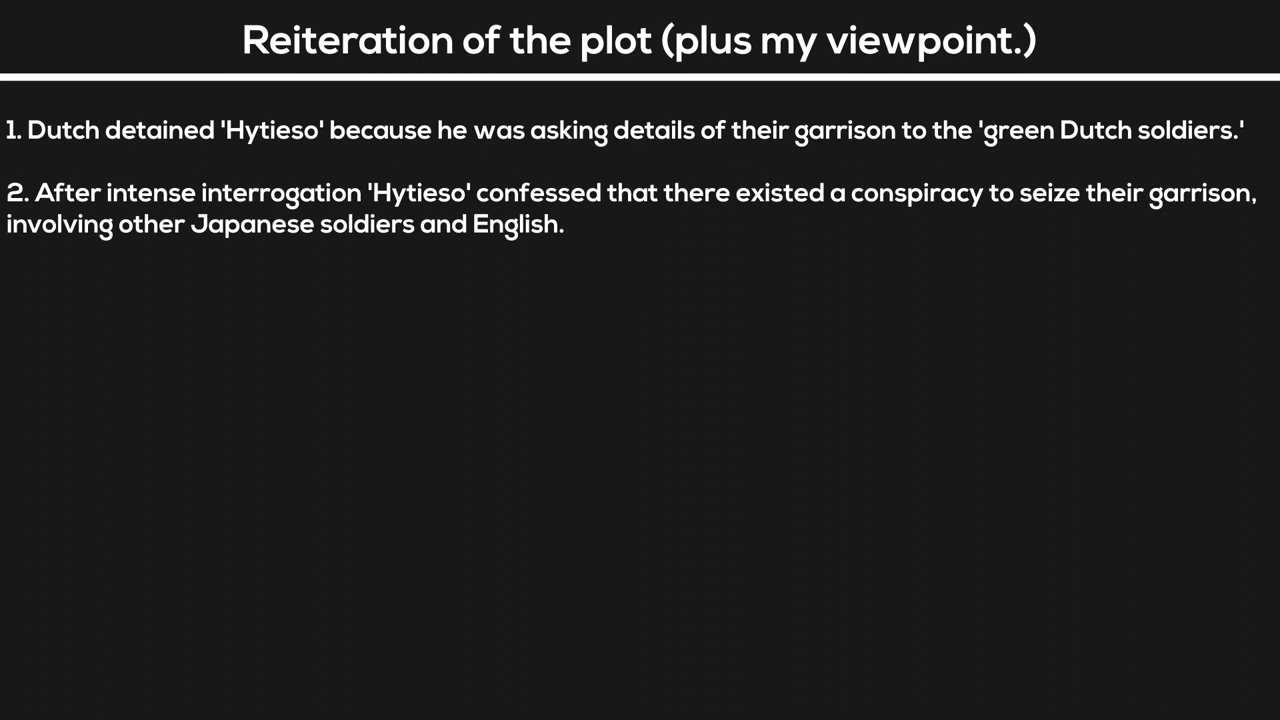 Reiteration of the plot (plus my viewpoint.)
1. Dutch detained 'Hytieso' because he was asking details of their garrison to the 'green Dutch soldiers.'
2. After intense interrogation 'Hytieso' confessed that there existed a conspiracy to seize their garrison,
involving other Japanese soldiers and English.